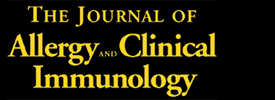 THE JOURNAL OF
Allergy AND Clinical
Immunology